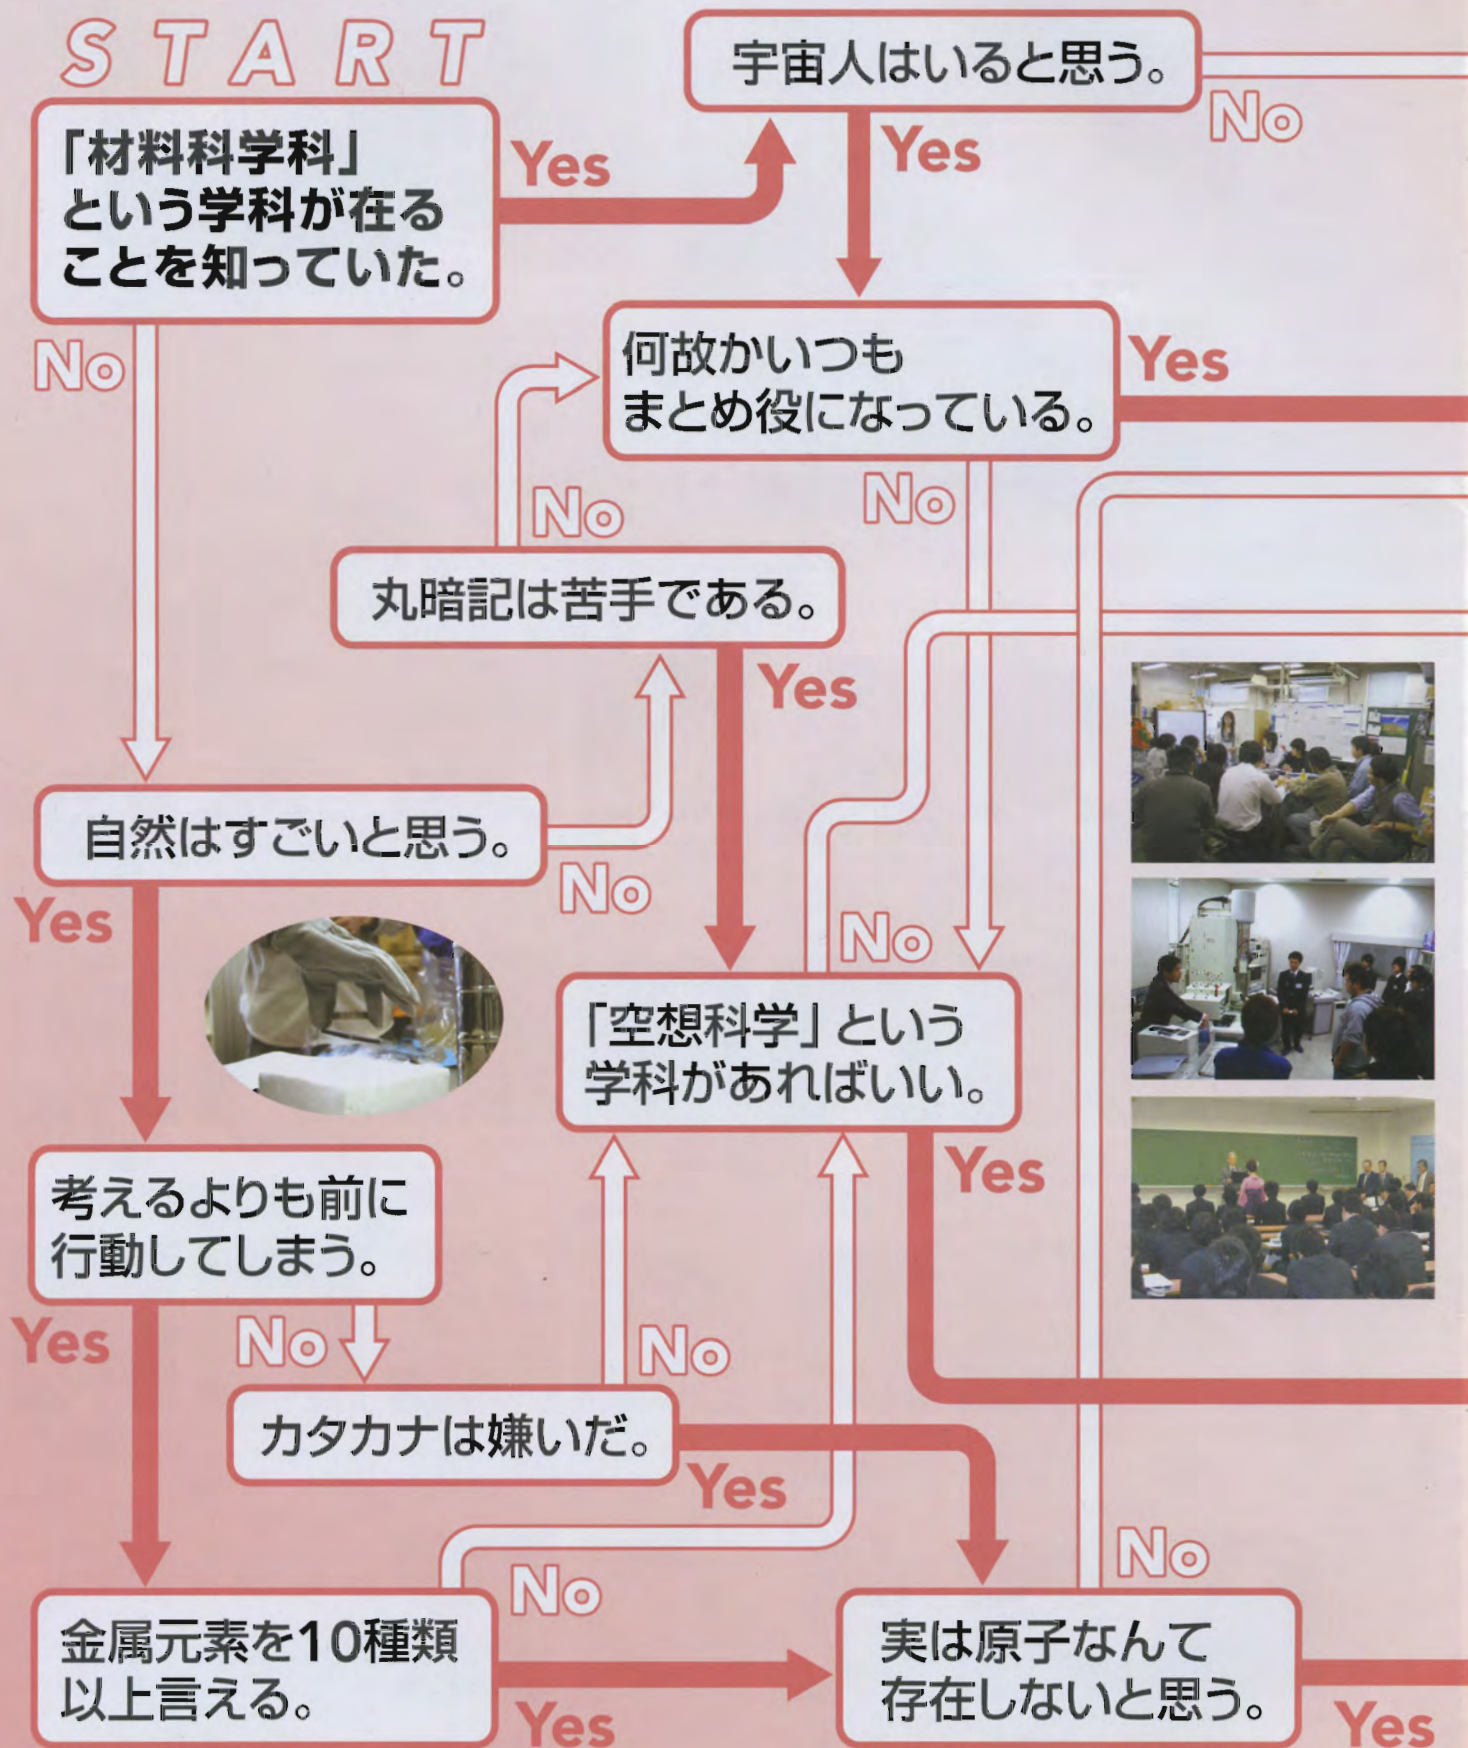 START
宇宙人はいると思う。
No
「材料科学科」
という学科が在る
ことを知っていた。
Yes
Yes
No
何故かいつも
まとめ役になっている。
Yes
No
No
丸暗記は苦手である。
Yes
自然はすごいと思う。
No
Yes
No
「空想科学」という
学科があればいい。
Yes
考えるよりも前に
行動してしまう。
Yes
No
No
カタカナは嫌いだ。
Yes
No
No
金属元素を10種類
以上言える。
Yes
実は原子なんて
存在しないと思う。
Yes